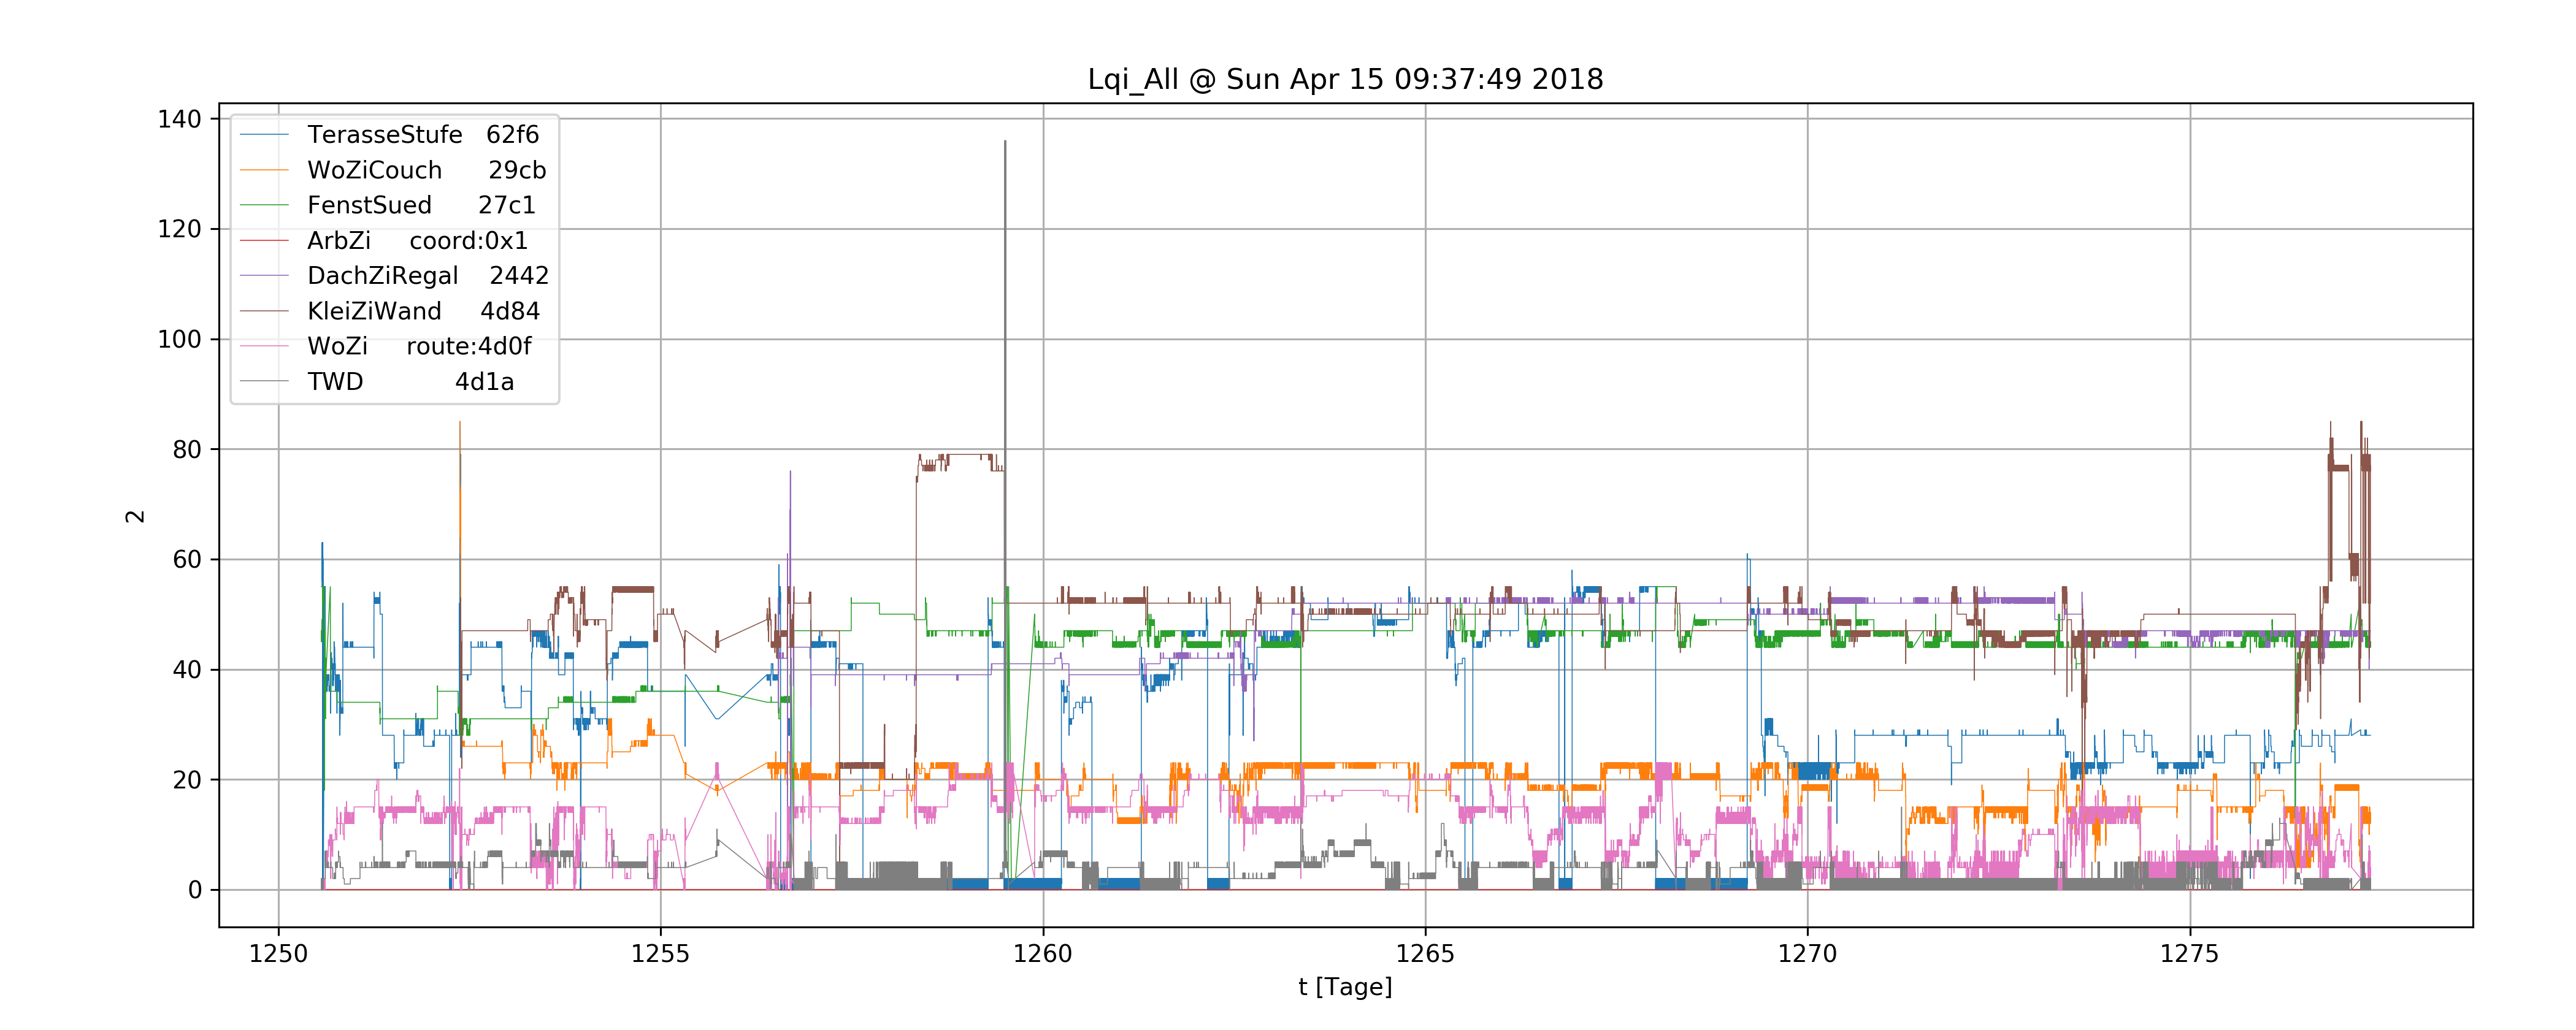 Lqi_All @ Sun Apr 15 09:37:49 2018
140
120
100
80
60
40
20
0
2
TerasseStufe 62f6
WoZiCouch 29cb
FenstSued 27c1
ArbZi coord:0x1
DachZiRegal 2442
KleiZiWand 4d84
WoZi route:4d0f
TWD 4d1a
1250 1255 1260 1265 1270 1275
t [Tage]